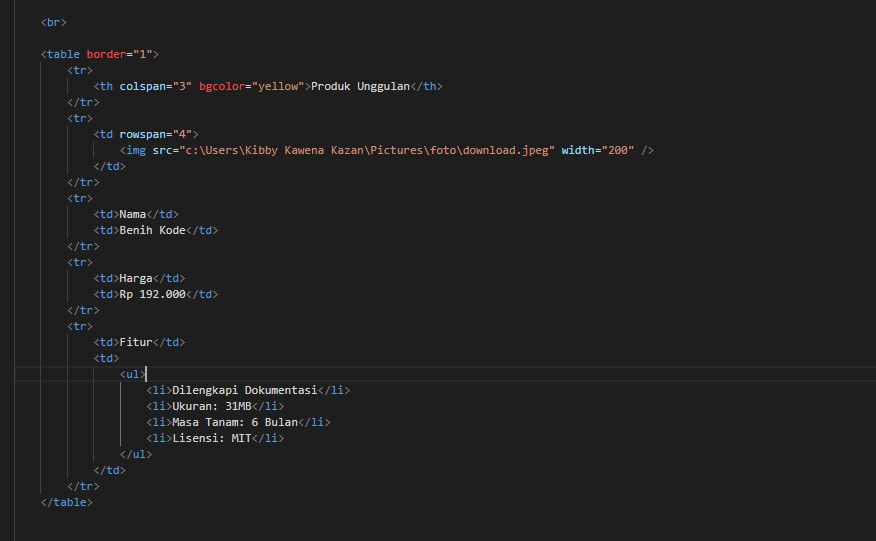 <br>
<table border="1">
<tr>
<th colspan="3" bgcolor="yellow">Produk Unggulan</th>
</tr>
<tr>
<td rowspan="4">
<img src="c:\Users\Kibby Kawena Kazan\Pictures\foto\download.jpeg" width="200" />
</td>
</tr>
<tr>
<td>Nama</td>
<td>Benih Kode</td>
</tr>
<tr>
<td>Harga</td>
<td>Rp 192.000</td>
</tr>
<tr>
<td>Fitur</td>
<td>
<ul>
<li>Dilengkapi Dokumentasi</li>
<li>Ukuran: 31MB</li>
<li>Masa Tanam: 6 Bulan</li>
<li>Lisensi: MIT</li>
</ul>
</td>
</tr>
</table>